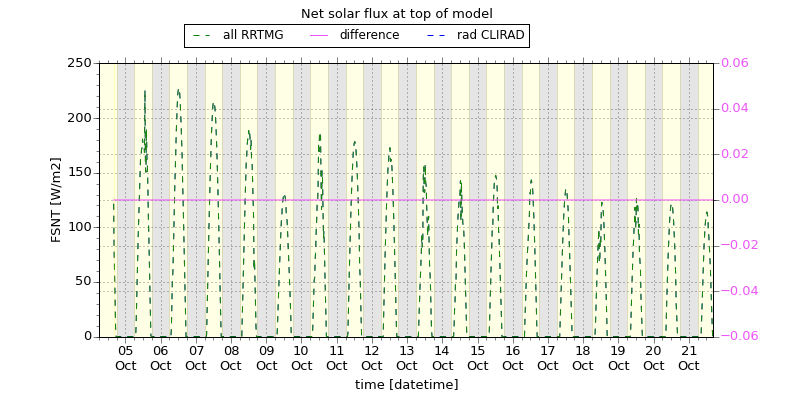 Net solar flux at top of model
all RRTMG difference rad CLIRAD
250 0.06
200 0.04
150 0.02
100 0.00
50 −0.02
0 −0.04
−0.06
FSNT [W/m2]
05 06 07 08 09 10 11 12 13 14 15 16 17 18 19 20 21
Oct Oct Oct Oct Oct Oct Oct Oct Oct Oct Oct Oct Oct Oct Oct Oct Oct
time [datetime]